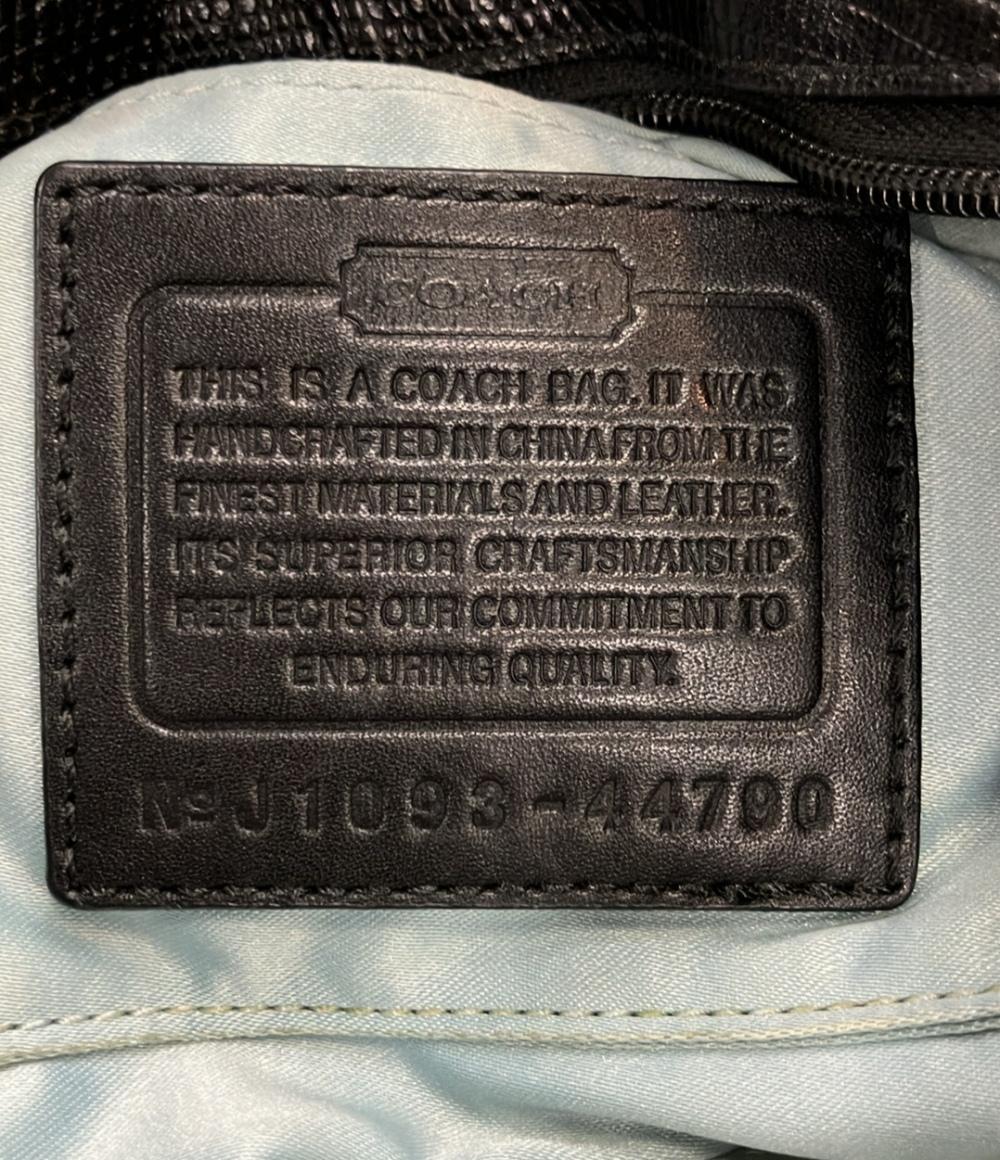 COACH
THIS IS A COACH BAG. IT WAS
HANDCRAFTED IN CHINA FROM THE
FINEST MATERIALS AND LEATHER.
ITS SUPERIOR CRAFTSMANSHIP
REFLECTS OUR COMMITMENT TO
ENDURING QUALITY.
Nº J1093-44790